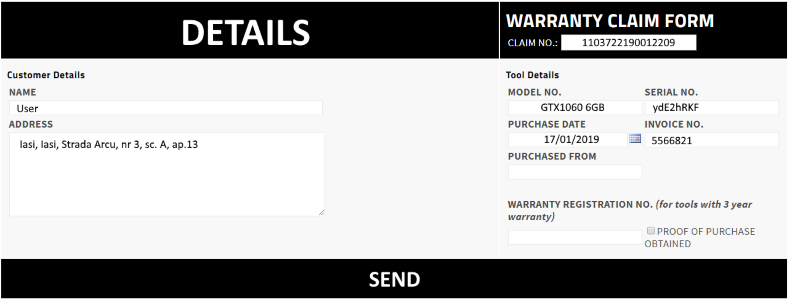 DETAILS
WARRANTY CLAIM FORM
CLAIM NO.: 1103722190012209
Customer Details
NAME
User
ADDRESS
Iasi, Iasi, Strada Arcu, nr 3, sc. A, ap.13
Tool Details
MODEL NO. SERIAL NO.
GTX1060 6GB ydE2hRKF
PURCHASE DATE INVOICE NO.
17/01/2019 5566821
PURCHASED FROM
WARRANTY REGISTRATION NO. (for tools with 3 year
warranty)
PROOF OF PURCHASE
OBTAINED
SEND